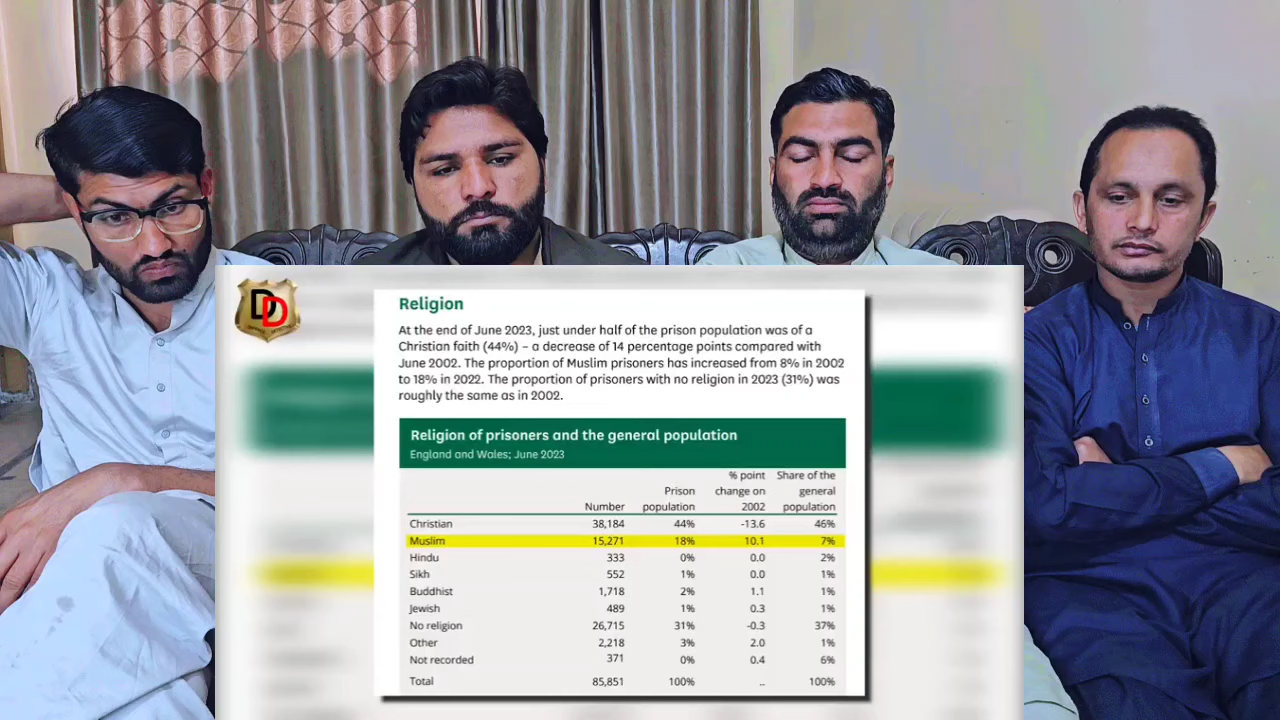 DD
Religion
At the end of June 2023, just under half of the prison population was of a
Christian faith (44%) – a decrease of 14 percentage points compared with
June 2002. The proportion of Muslim prisoners has increased from 8% in 2002
to 18% in 2022. The proportion of prisoners with no religion in 2023 (31%) was
roughly the same as in 2002.
Religion of prisoners and the general population
England and Wales; June 2023
Number Prison population % point change on 2002 Share of the general population
Christian 38,184 44% -13.6 46%
Muslim 15,271 18% 10.1 7%
Hindu 333 0% 0.0 2%
Sikh 552 1% 0.0 1%
Buddhist 1,718 2% 1.1 1%
Jewish 489 1% 0.3 1%
No religion 26,715 31% -0.3 37%
Other 2,218 3% 2.0 1%
Not recorded 371 0% 0.4 6%
Total 85,851 100% .. 100%